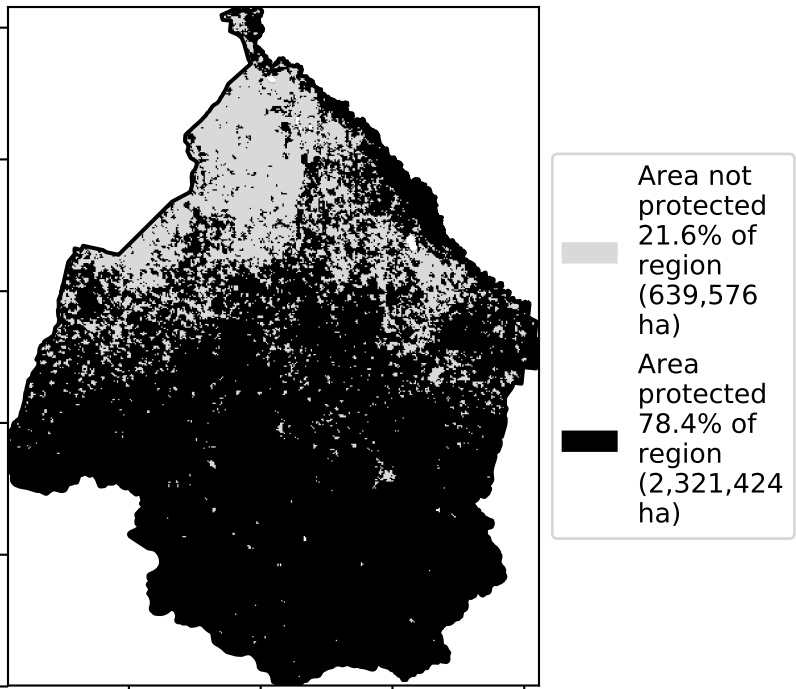 Area not
protected
21.6% of
region
(639,576
ha)
Area
protected
78.4% of
region
(2,321,424
ha)